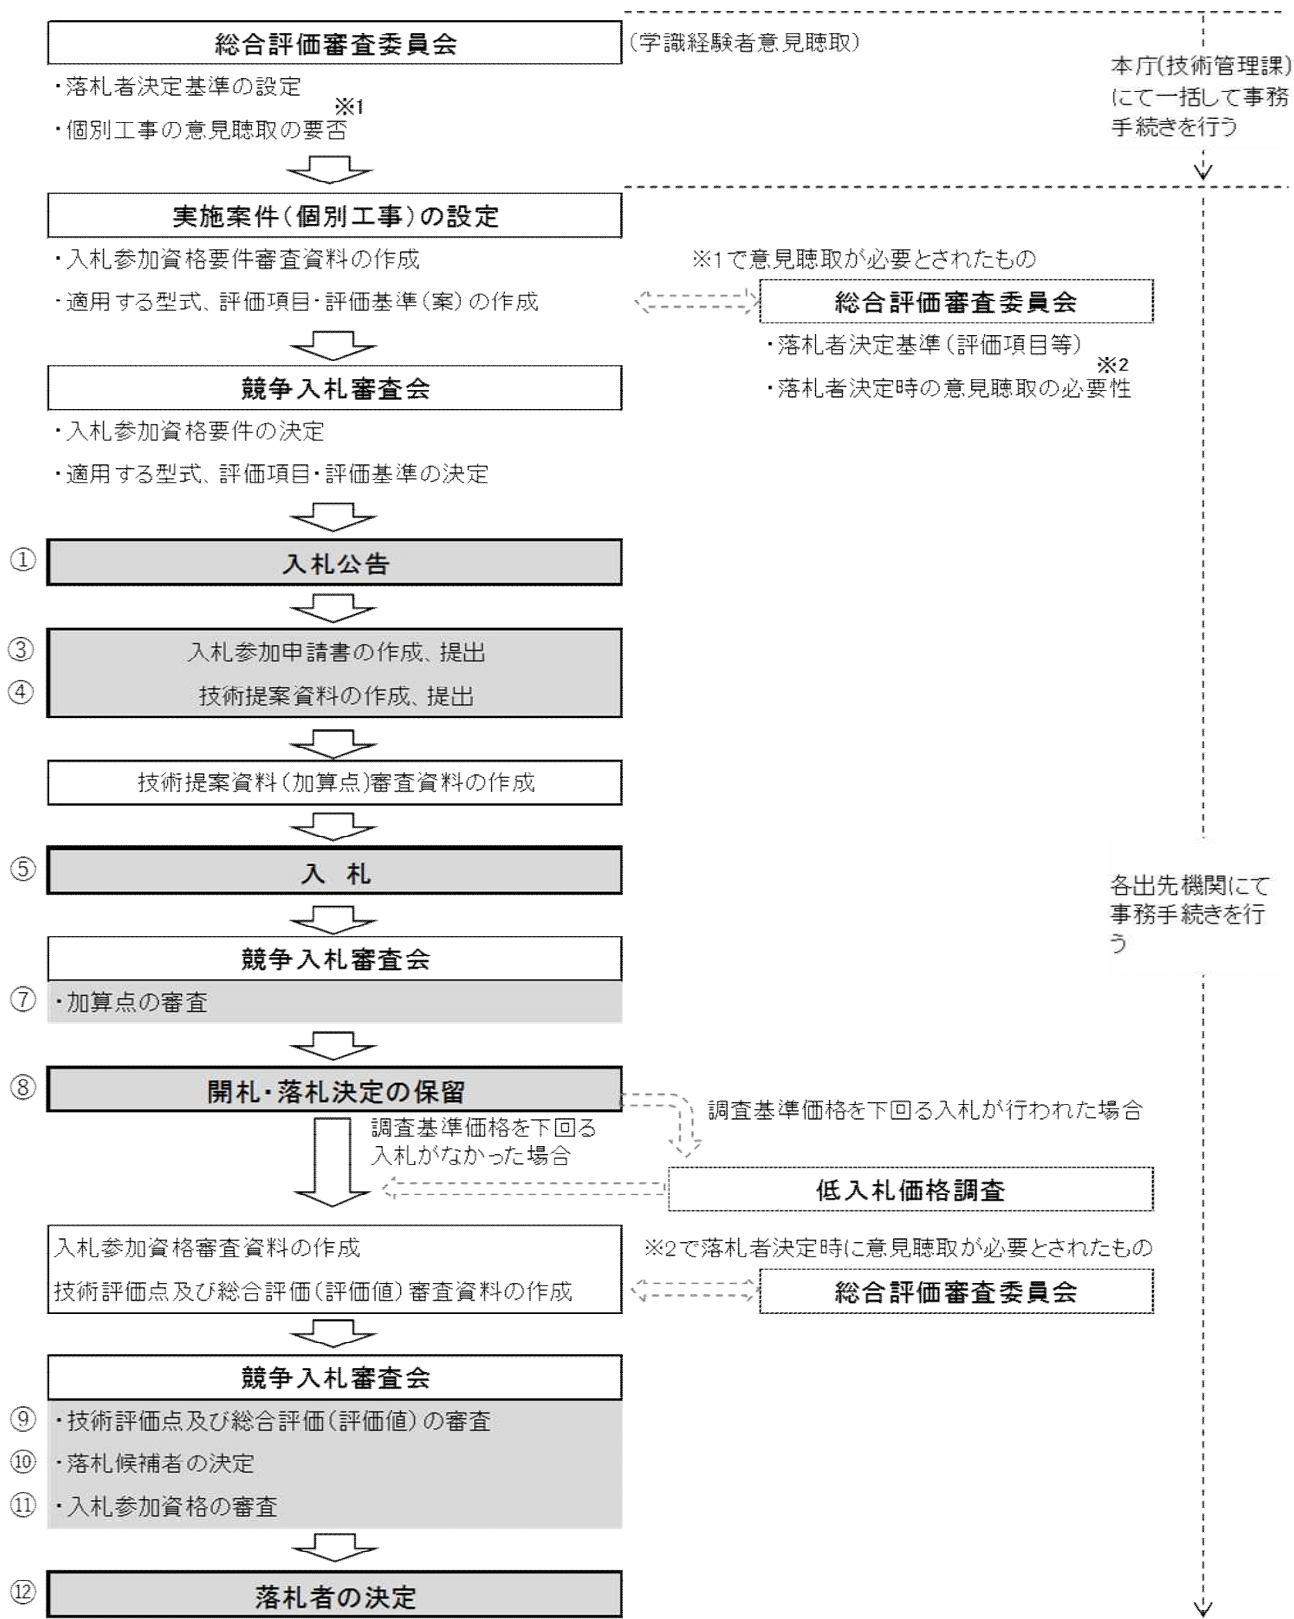 総合評価審査委員会
(学識経験者意見聴取)
・落札者決定基準の設定
※1
・個別工事の意見聴取の要否
本庁(技術管理課)
にて一括して事務
手続きを行う
実施案件(個別工事)の設定
・入札参加資格要件審査資料の作成
・適用する型式、評価項目・評価基準(案)の作成
※1で意見聴取が必要とされたもの
総合評価審査委員会
・落札者決定基準(評価項目等)
※2
・落札者決定時の意見聴取の必要性
競争入札審査会
・入札参加資格要件の決定
・適用する型式、評価項目・評価基準の決定
① 入札公告
③ 入札参加申請書の作成、提出
④ 技術提案資料の作成、提出
技術提案資料(加算点)審査資料の作成
⑤ 入 札
各出先機関にて
事務手続きを行
う
競争入札審査会
⑦ ・加算点の審査
⑧ 開札・落札決定の保留
調査基準価格を下回る入札が行われた場合
調査基準価格を下回る
入札がなかった場合
低入札価格調査
入札参加資格審査資料の作成
技術評価点及び総合評価(評価値)審査資料の作成
※2で落札者決定時に意見聴取が必要とされたもの
総合評価審査委員会
競争入札審査会
⑨ ・技術評価点及び総合評価(評価値)の審査
⑩ ・落札候補者の決定
⑪ ・入札参加資格の審査
⑫ 落札者の決定